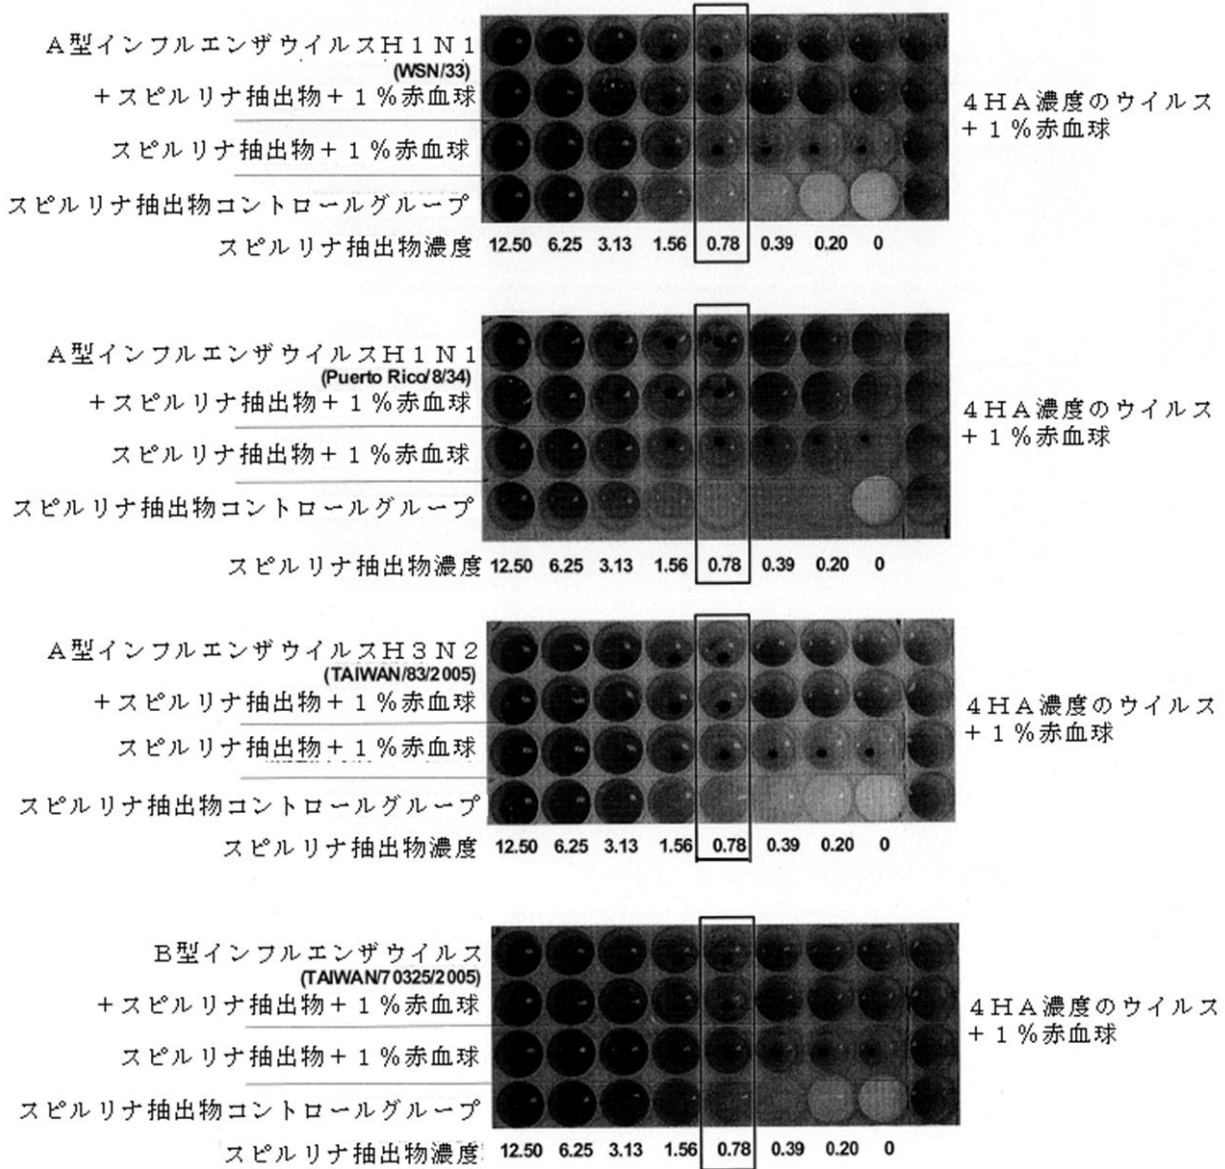 A型インフルエンザウイルスH1N1
(WSN/33)
+スピルリナ抽出物+1%赤血球
スピルリナ抽出物+1%赤血球
スピルリナ抽出物コントロールグループ
スピルリナ抽出物濃度 12.50 6.25 3.13 1.56 0.78 0.39 0.20 0
4HA濃度のウイルス
+1%赤血球
A型インフルエンザウイルスH1N1
(Puerto Rico/8/34)
+スピルリナ抽出物+1%赤血球
スピルリナ抽出物+1%赤血球
スピルリナ抽出物コントロールグループ
スピルリナ抽出物濃度 12.50 6.25 3.13 1.56 0.78 0.39 0.20 0
4HA濃度のウイルス
+1%赤血球
A型インフルエンザウイルスH3N2
(TAIWAN/83/2005)
+スピルリナ抽出物+1%赤血球
スピルリナ抽出物+1%赤血球
スピルリナ抽出物コントロールグループ
スピルリナ抽出物濃度 12.50 6.25 3.13 1.56 0.78 0.39 0.20 0
4HA濃度のウイルス
+1%赤血球
B型インフルエンザウイルス
(TAIWAN/70325/2005)
+スピルリナ抽出物+1%赤血球
スピルリナ抽出物+1%赤血球
スピルリナ抽出物コントロールグループ
スピルリナ抽出物濃度 12.50 6.25 3.13 1.56 0.78 0.39 0.20 0
4HA濃度のウイルス
+1%赤血球